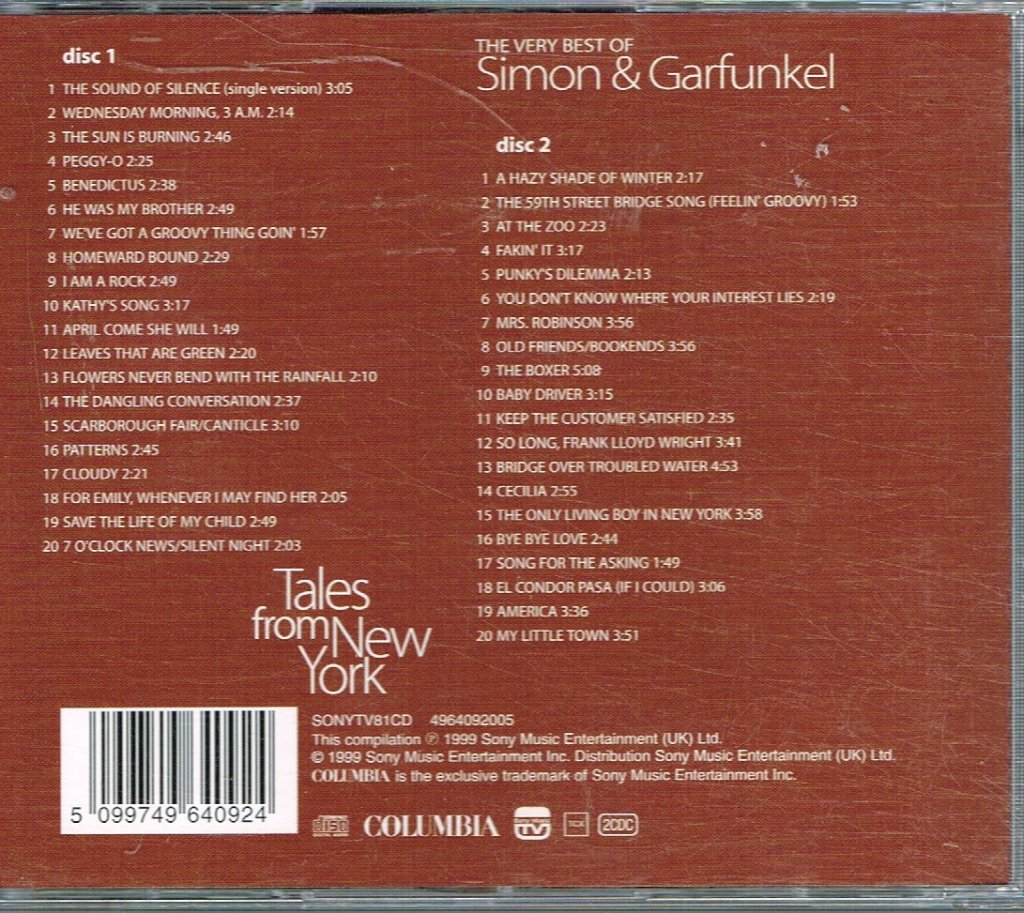 disc 1
1 THE SOUND OF SILENCE (single version) 3:05
2 WEDNESDAY MORNING, 3 A.M. 2:14
3 THE SUN IS BURNING 2:46
4 PEGGY-O 2:25
5 BENEDICTUS 2:38
6 HE WAS MY BROTHER 2:49
7 WE'VE GOT A GROOVY THING GOIN' 1:57
8 HOMEWARD BOUND 2:29
9 I AM A ROCK 2:49
10 KATHY'S SONG 3:17
11 APRIL COME SHE WILL 1:49
12 LEAVES THAT ARE GREEN 2:20
13 FLOWERS NEVER BEND WITH THE RAINFALL 2:10
14 THE DANGLING CONVERSATION 2:37
15 SCARBOROUGH FAIR/CANTICLE 3:10
16 PATTERNS 2:45
17 CLOUDY 2:21
18 FOR EMILY, WHENEVER I MAY FIND HER 2:05
19 SAVE THE LIFE OF MY CHILD 2:49
20 7 O'CLOCK NEWS/SILENT NIGHT 2:03
THE VERY BEST OF
Simon & Garfunkel
disc 2
1 A HAZY SHADE OF WINTER 2:17
2 THE 59TH STREET BRIDGE SONG (FEELIN' GROOVY) 1:53
3 AT THE ZOO 2:23
4 FAKIN' IT 3:17
5 PUNKY'S DILEMMA 2:13
6 YOU DON'T KNOW WHERE YOUR INTEREST LIES 2:19
7 MRS. ROBINSON 3:56
8 OLD FRIENDS/BOOKENDS 3:56
9 THE BOXER 5:08
10 BABY DRIVER 3:15
11 KEEP THE CUSTOMER SATISFIED 2:35
12 SO LONG, FRANK LLOYD WRIGHT 3:41
13 BRIDGE OVER TROUBLED WATER 4:53
14 CECILIA 2:55
15 THE ONLY LIVING BOY IN NEW YORK 3:58
16 BYE BYE LOVE 2:44
17 SONG FOR THE ASKING 1:49
18 EL CONDOR PASA (IF I COULD) 3:06
19 AMERICA 3:36
20 MY LITTLE TOWN 3:51
Tales
from New
York
SONYTV81CD 4964092005
This compilation ℗ 1999 Sony Music Entertainment (UK) Ltd.
© 1999 Sony Music Entertainment Inc. Distribution Sony Music Entertainment (UK) Ltd.
COLUMBIA is the exclusive trademark of Sony Music Entertainment Inc.
5 099749 640924
disc COLUMBIA TV 2CDC